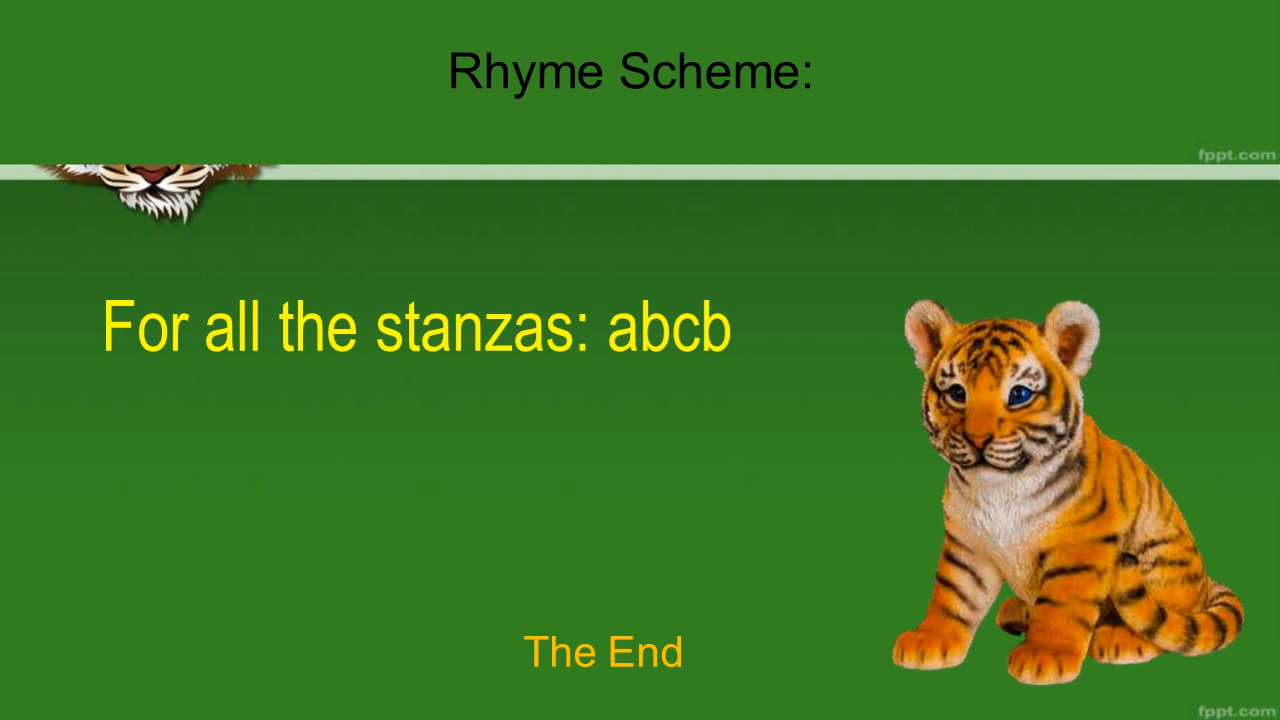 Rhyme Scheme:
fppt.com
For all the stanzas: abcb
The End
fppt.com